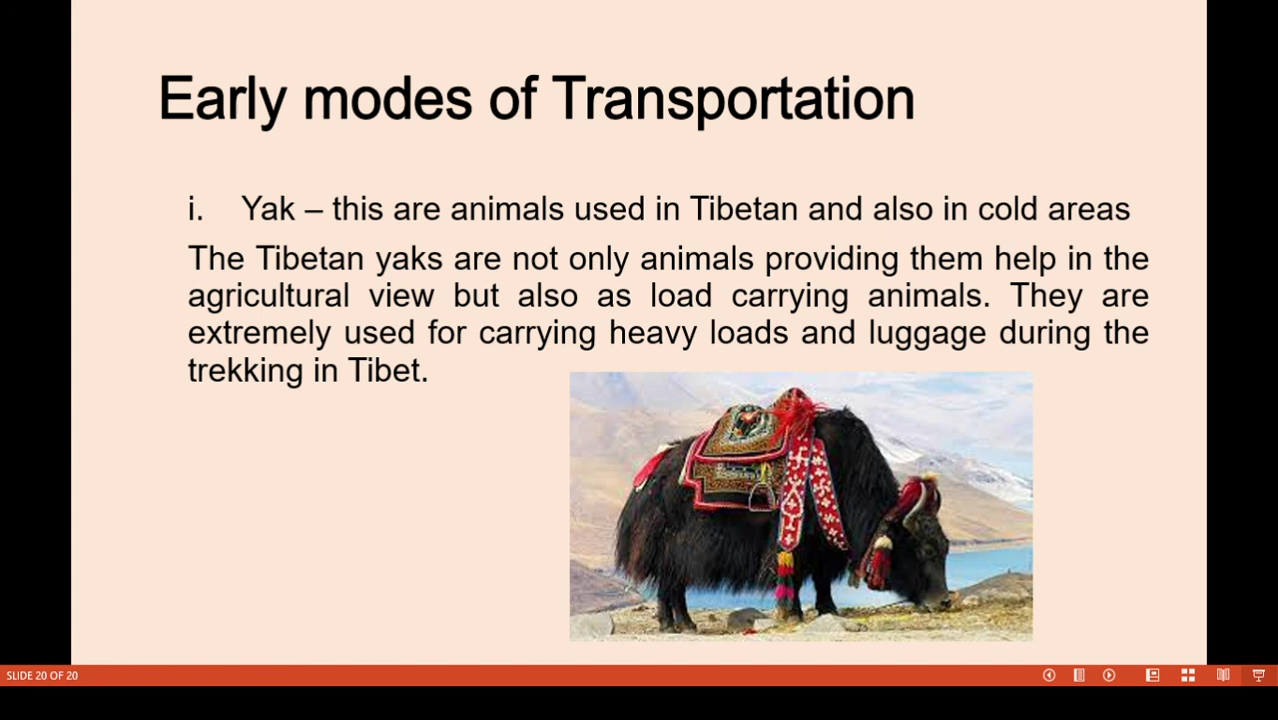 Early modes of Transportation
i. Yak – this are animals used in Tibetan and also in cold areas
The Tibetan yaks are not only animals providing them help in the
agricultural view but also as load carrying animals. They are
extremely used for carrying heavy loads and luggage during the
trekking in Tibet.
SLIDE 20 OF 20